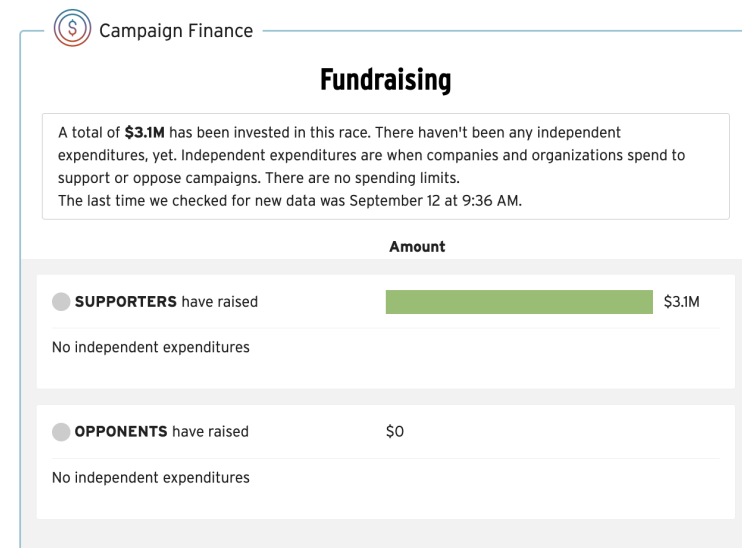 $ Campaign Finance
Fundraising
A total of $3.1M has been invested in this race. There haven't been any independent
expenditures, yet. Independent expenditures are when companies and organizations spend to
support or oppose campaigns. There are no spending limits.
The last time we checked for new data was September 12 at 9:36 AM.
Amount
SUPPORTERS have raised $3.1M
No independent expenditures
OPPONENTS have raised $0
No independent expenditures